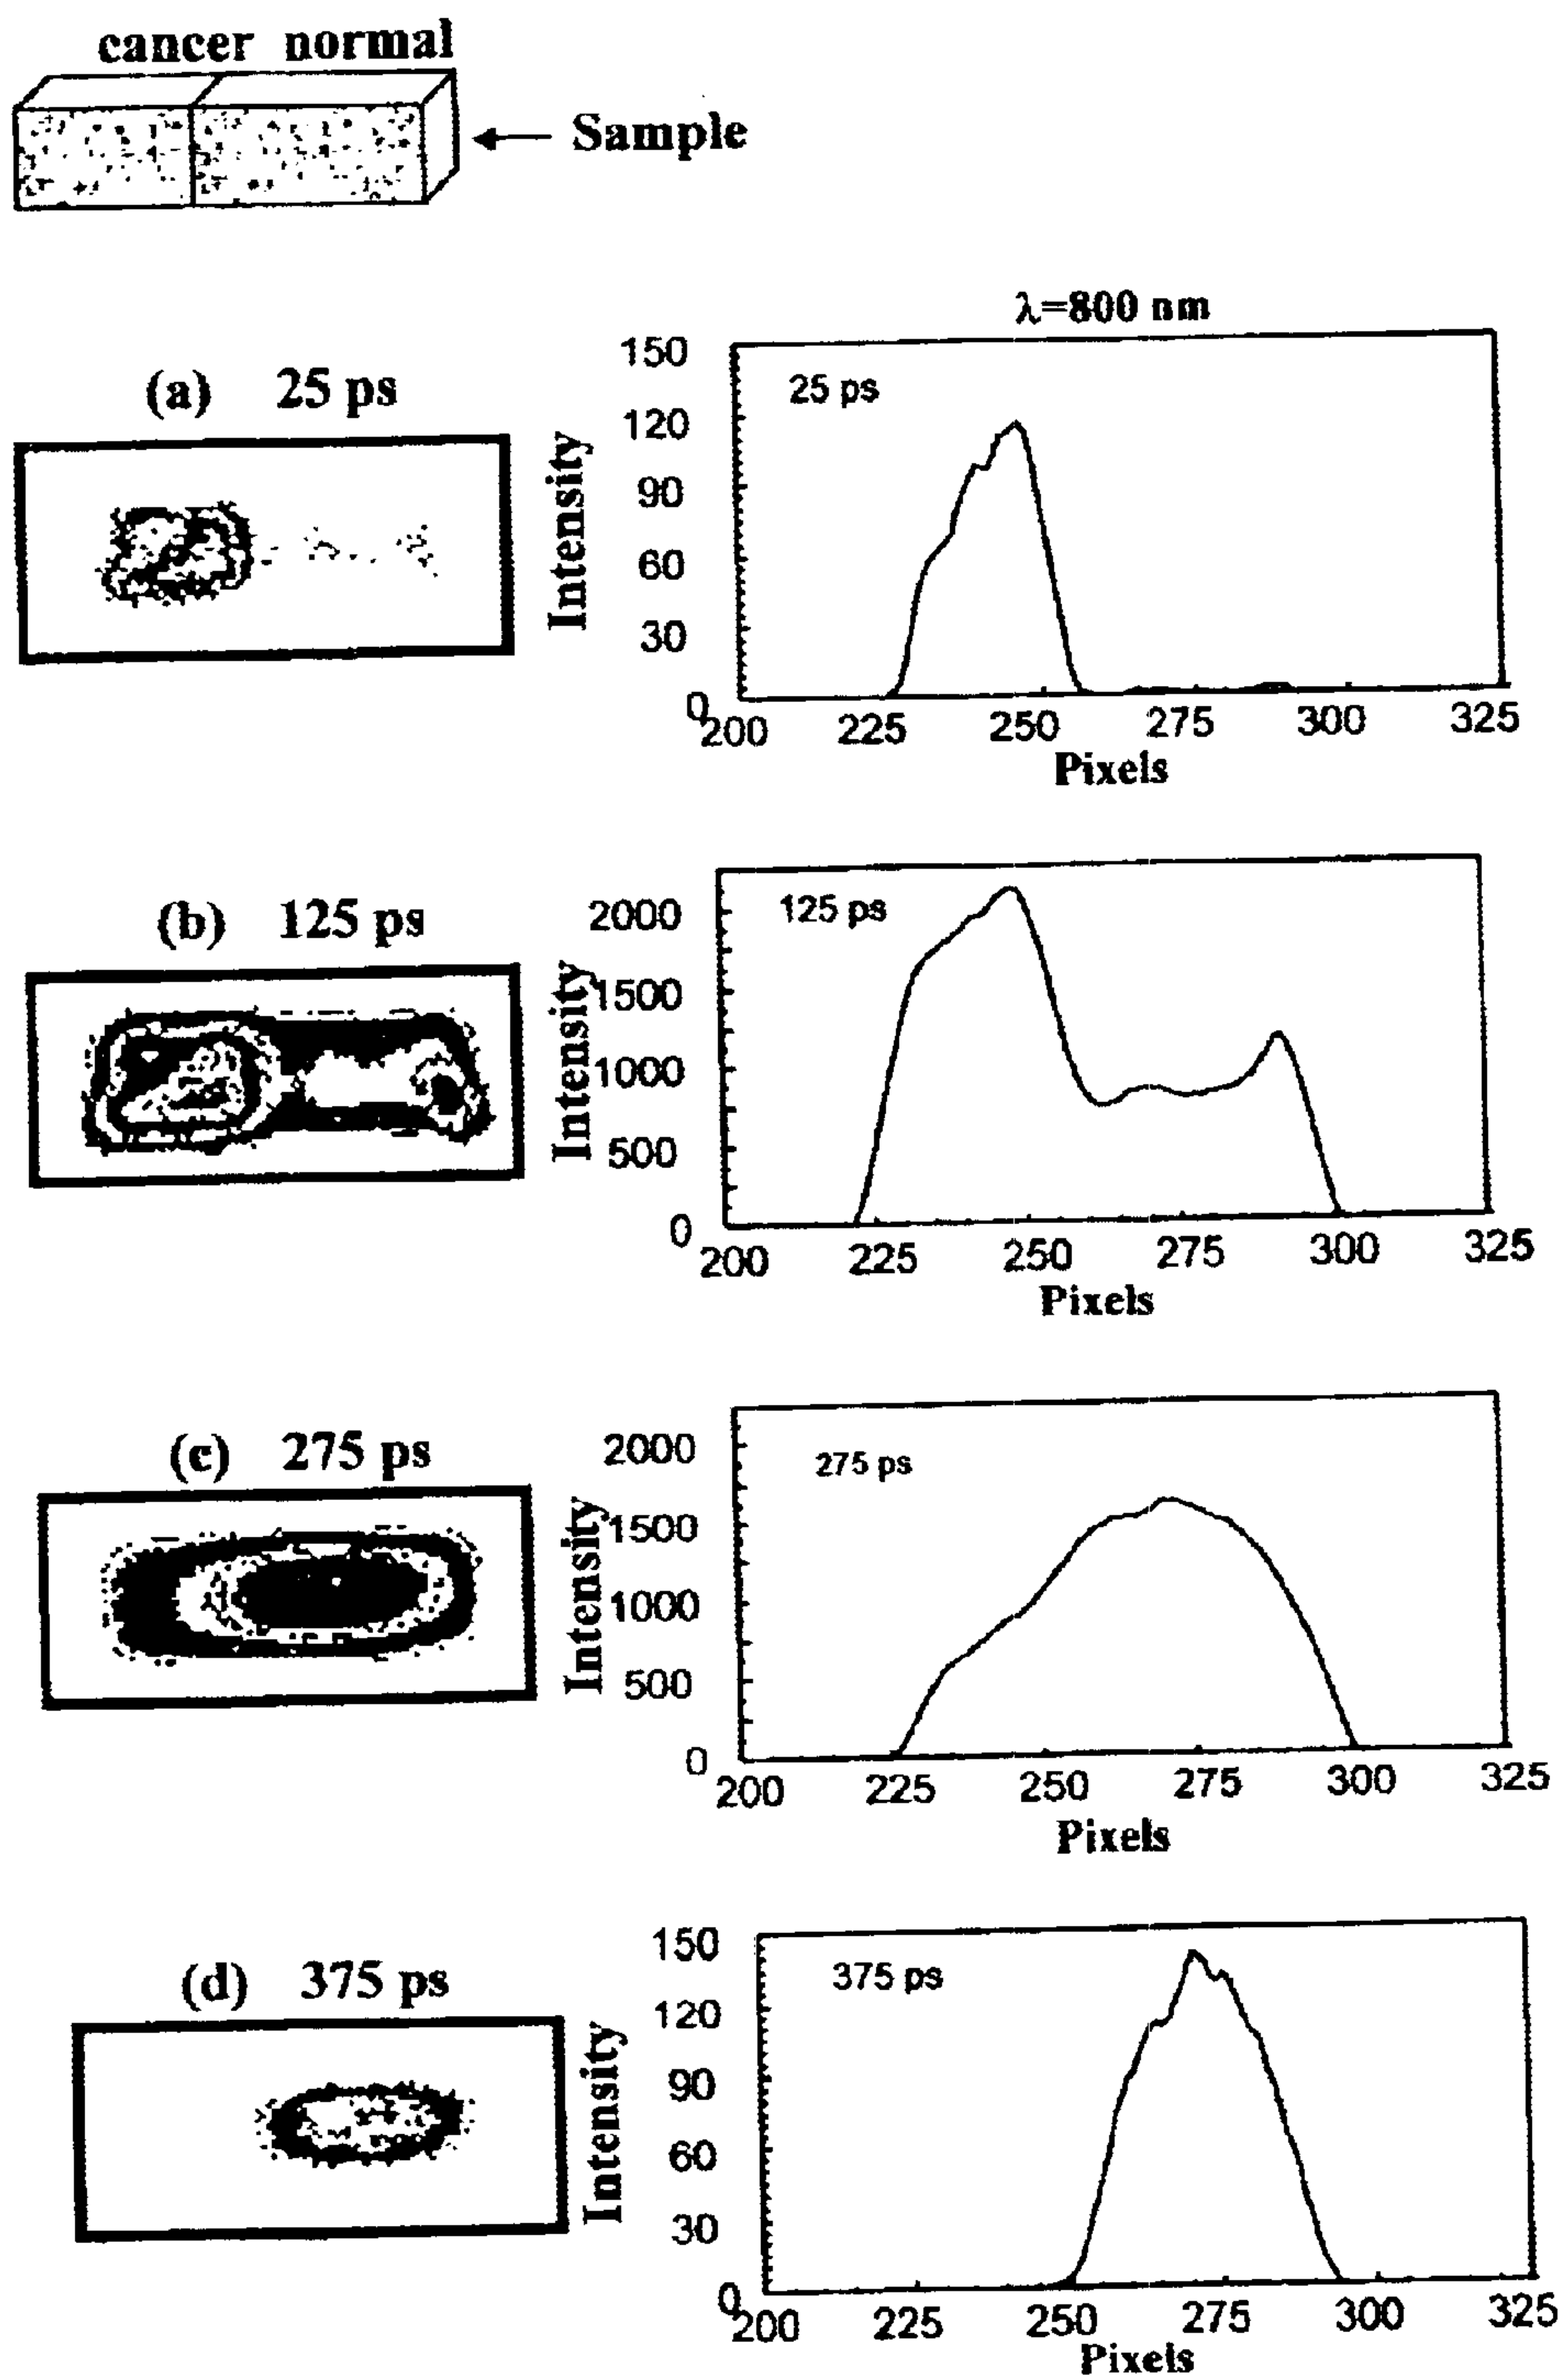 cancer normal
Sample
λ=800 nm
(a) 25 ps
25 ps
Intensity
150
120
90
60
30
0
200 225 250 275 300 325
Pixels
(b) 125 ps
125 ps
Intensity
2000
1500
1000
500
0
200 225 250 275 300 325
Pixels
(c) 275 ps
275 ps
Intensity
2000
1500
1000
500
0
200 225 250 275 300 325
Pixels
(d) 375 ps
375 ps
Intensity
150
120
90
60
30
0
200 225 250 275 300 325
Pixels